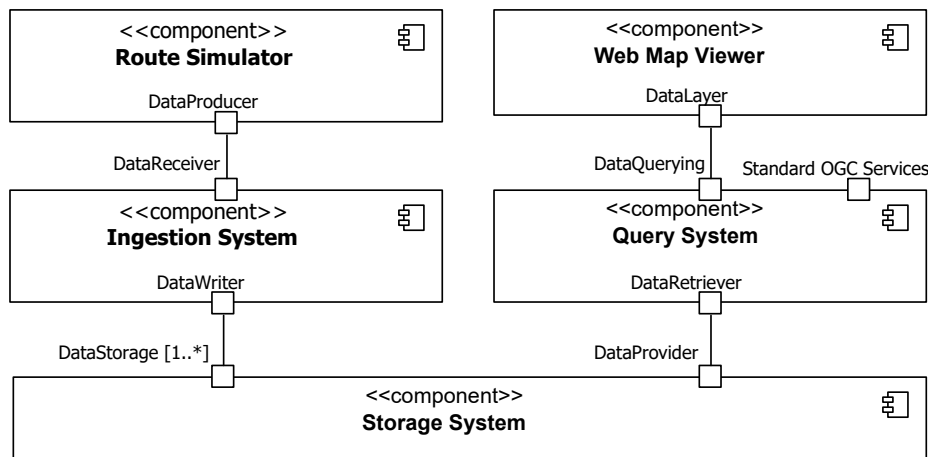 <<component>>
Route Simulator
DataProducer
<<component>>
Web Map Viewer
DataLayer
DataReceiver
DataQuerying
Standard OGC Services
<<component>>
Ingestion System
DataWriter
<<component>>
Query System
DataRetriever
DataStorage [1..*]
DataProvider
<<component>>
Storage System